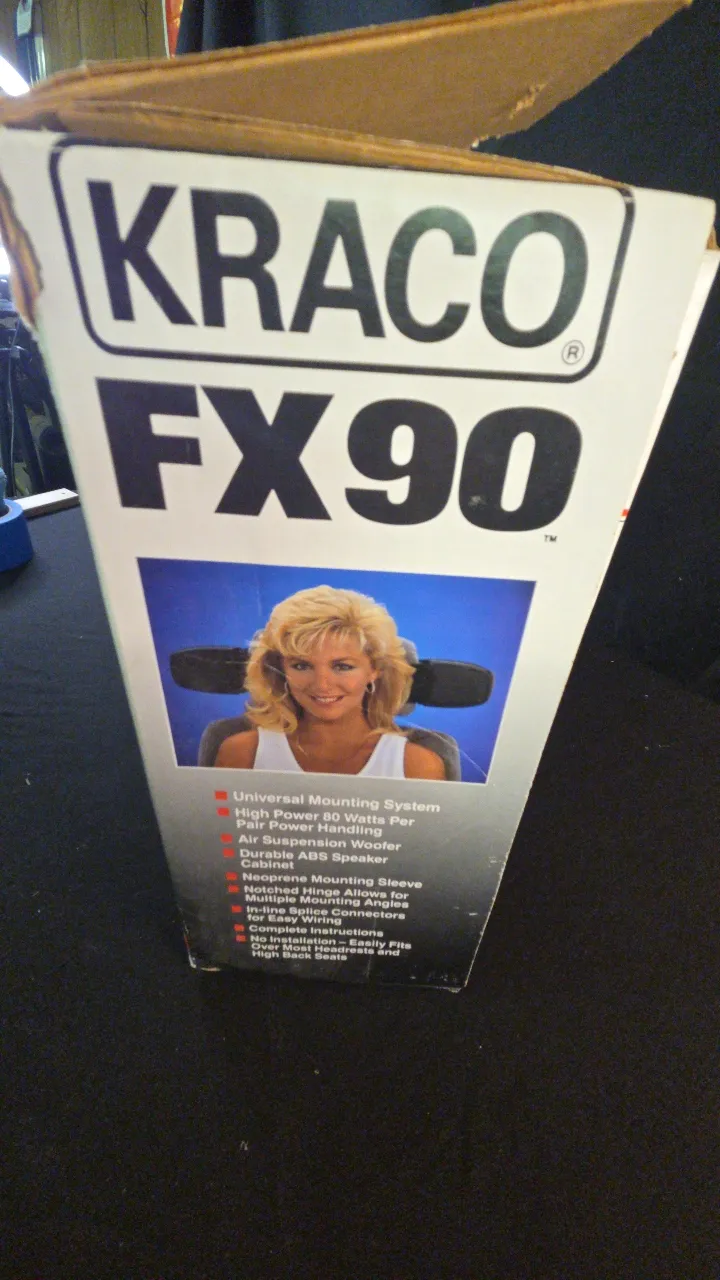 KRACO
®
FX90
™
■ Universal Mounting System
■ High Power 80 Watts Per
Pair Power Handling
■ Air Suspension Woofer
■ Durable ABS Speaker
Cabinet
■ Neoprene Mounting Sleeve
■ Notched Hinge Allows for
Multiple Mounting Angles
■ In-line Splice Connectors
for Easy Wiring
■ Complete Instructions
■ No Installation – Easily Fits
Over Most Headrests and
High Back Seats